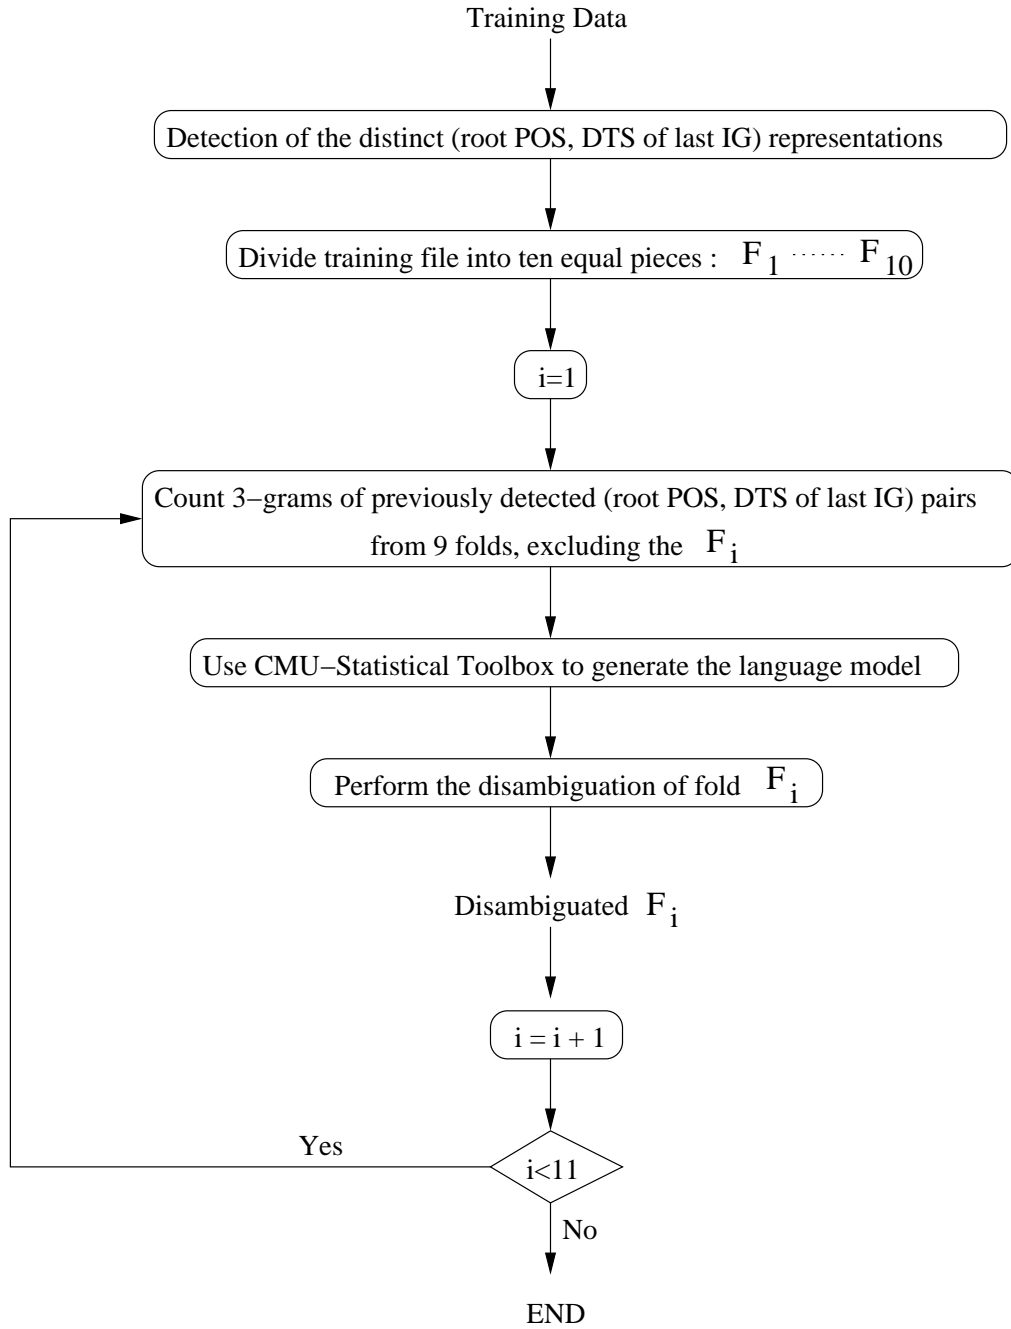 Training Data
Detection of the distinct (root POS, DTS of last IG) representations
Divide training file into ten equal pieces : F1 ...... F10
i=1
Count 3−grams of previously detected (root POS, DTS of last IG) pairs
from 9 folds, excluding the Fi
Use CMU−Statistical Toolbox to generate the language model
Perform the disambiguation of fold Fi
Disambiguated Fi
i = i + 1
Yes
i<11
No
END